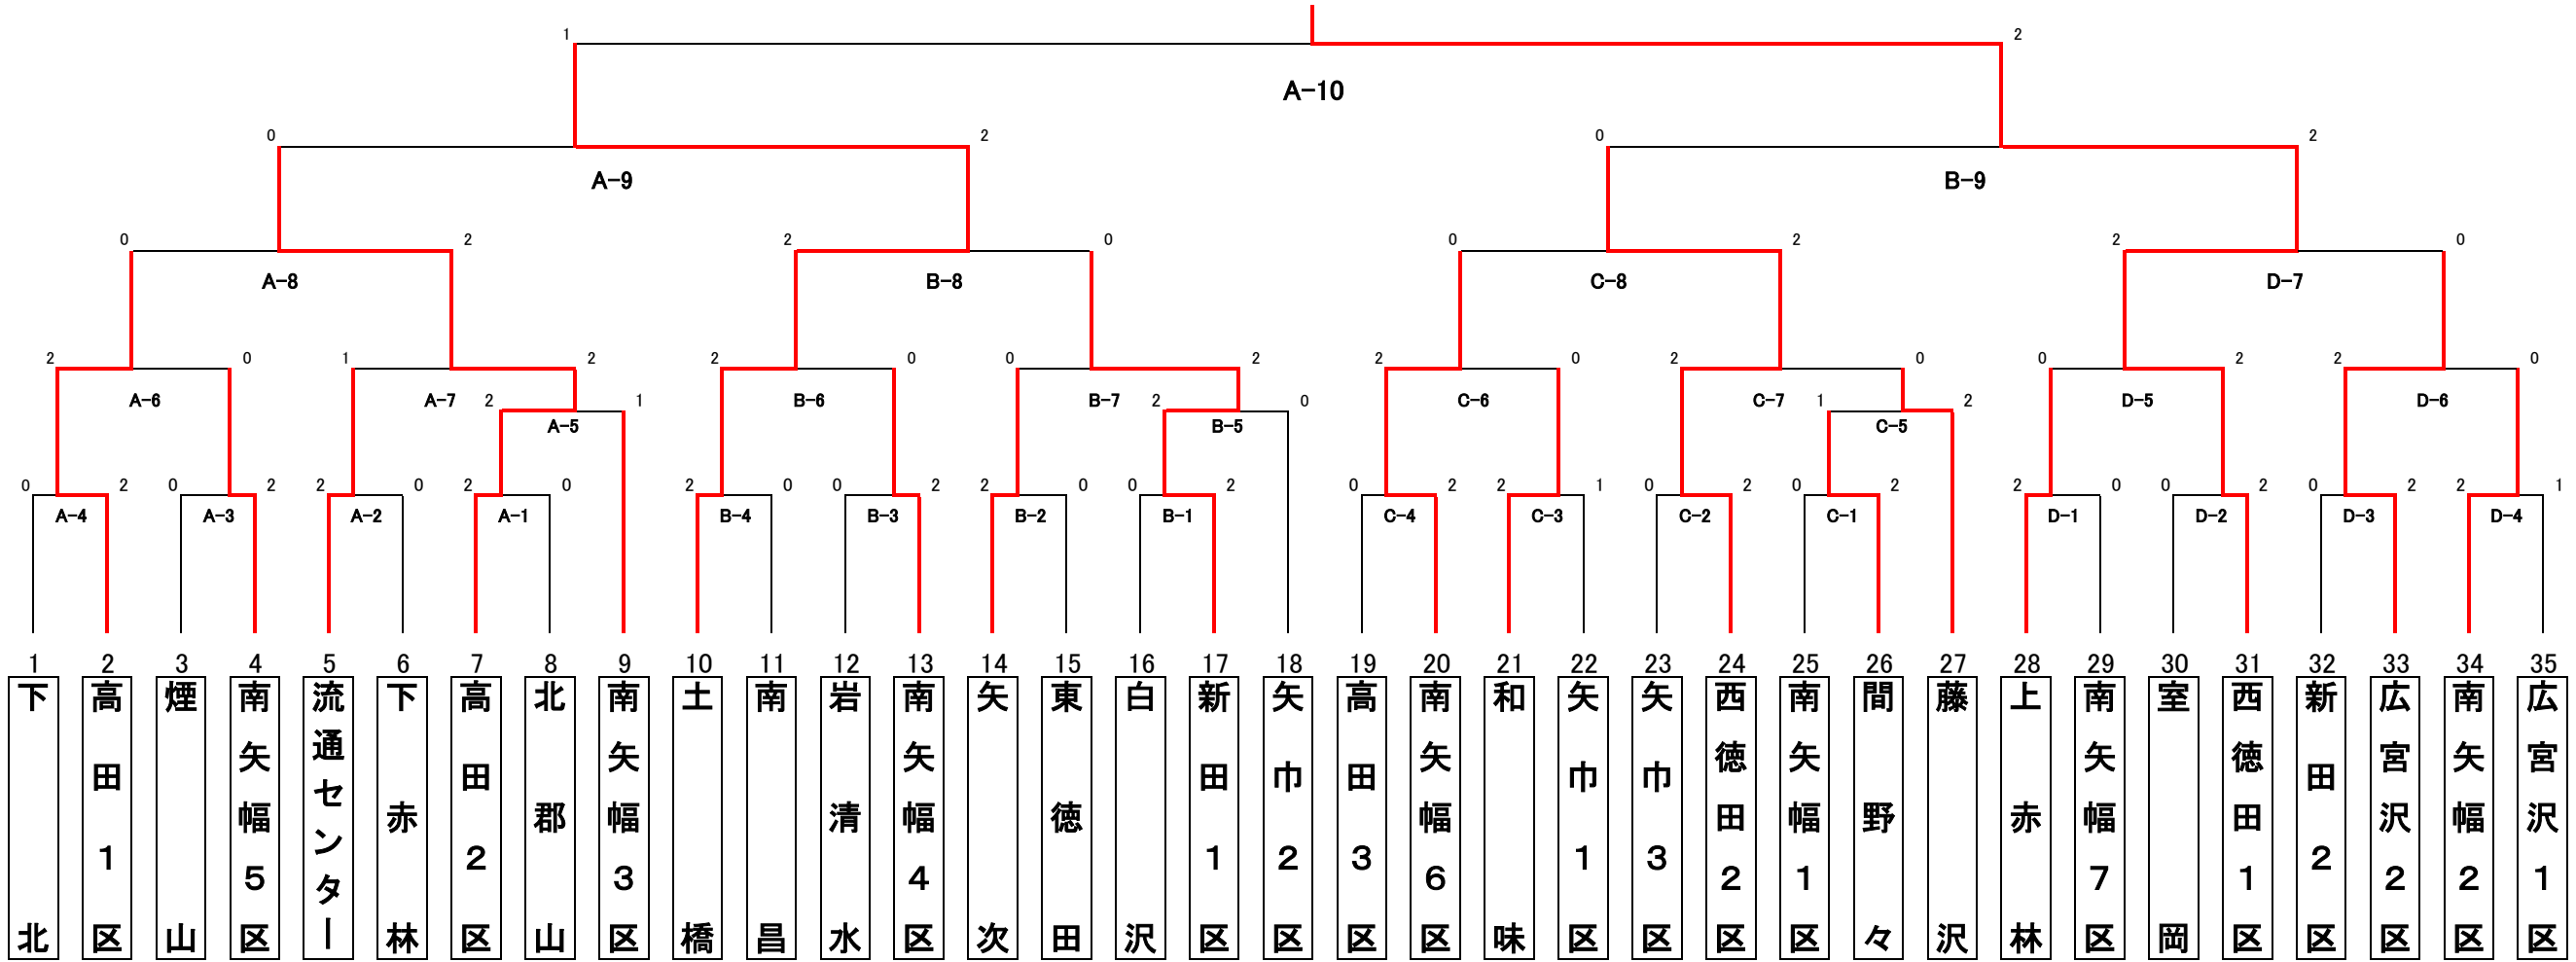 1 2
A-10
0 2 0 2
A-9 B-9
0 2 2 0 0 2 2 0
A-8 B-8 C-8 D-7
2 0 1 2 2 0 0 2 2 0 2 0 0 2 2 0
A-6 A-7 B-6 B-7 C-6 C-7 D-5 D-6
2 1 2 0 1 2
A-5 B-5 C-5
0 2 0 2 2 0 2 0 2 0 0 2 2 0 0 2 0 2 2 1 0 2 0 2 2 0 0 2 0 2 2 1
A-4 A-3 A-2 A-1 B-4 B-3 B-2 B-1 C-4 C-3 C-2 C-1 D-1 D-2 D-3 D-4
1 2 3 4 5 6 7 8 9 10 11 12 13 14 15 16 17 18 19 20 21 22 23 24 25 26 27 28 29 30 31 32 33 34 35
下北
高田1区
煙山
南矢幅5区
流通センター
下赤林
高田2区
北郡山
南矢幅3区
土橋
南昌
岩清水
南矢幅4区
矢次
東徳田
白沢
新田1区
矢巾2区
高田3区
南矢幅6区
和味
矢巾1区
矢巾3区
西徳田2区
南矢幅1区
間野々
藤沢
上赤林
南矢幅7区
室岡
西徳田1区
新田2区
広宮沢2区
南矢幅2区
広宮沢1区